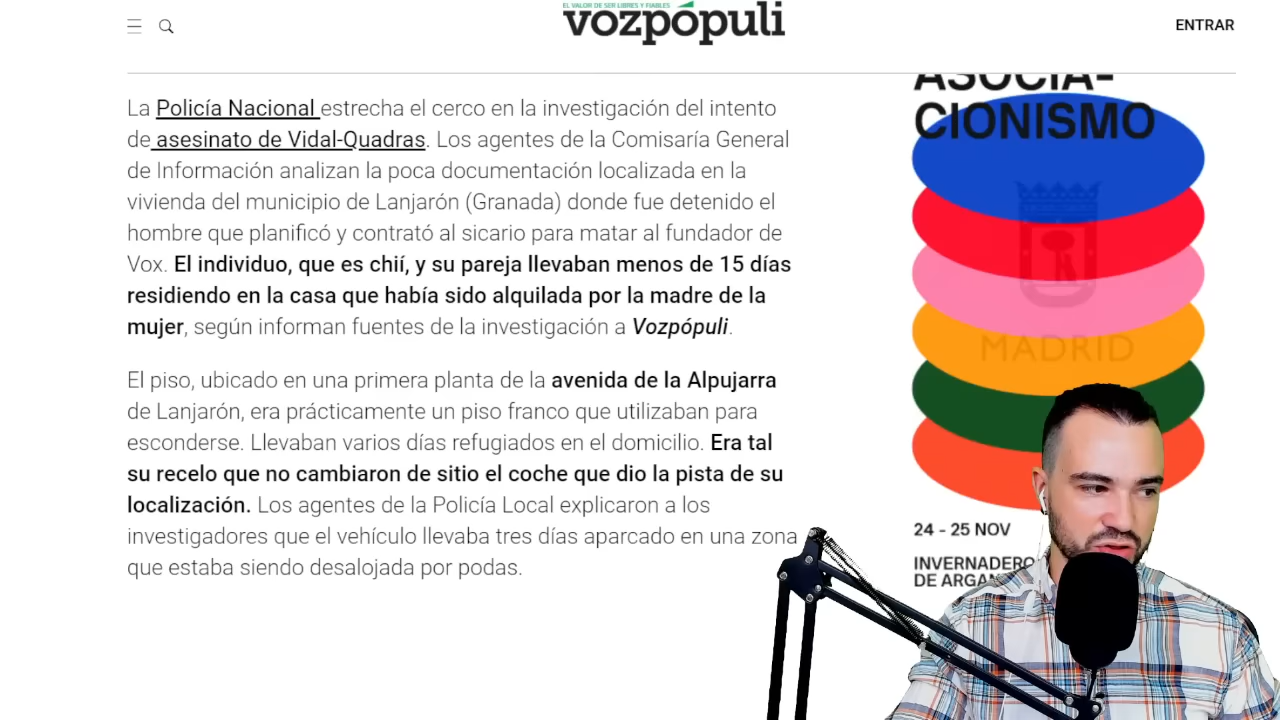 EL VALOR DE SER LIBRES Y FIABLES
vozpópuli
ENTRAR
La Policía Nacional estrecha el cerco en la investigación del intento
de asesinato de Vidal-Quadras. Los agentes de la Comisaría General
de Información analizan la poca documentación localizada en la
vivienda del municipio de Lanjarón (Granada) donde fue detenido el
hombre que planificó y contrató al sicario para matar al fundador de
Vox. El individuo, que es chií, y su pareja llevaban menos de 15 días
residiendo en la casa que había sido alquilada por la madre de la
mujer, según informan fuentes de la investigación a Vozpópuli.
El piso, ubicado en una primera planta de la avenida de la Alpujarra
de Lanjarón, era prácticamente un piso franco que utilizaban para
esconderse. Llevaban varios días refugiados en el domicilio. Era tal
su recelo que no cambiaron de sitio el coche que dio la pista de su
localización. Los agentes de la Policía Local explicaron a los
investigadores que el vehículo llevaba tres días aparcado en una zona
que estaba siendo desalojada por podas.
ASOCIA-
CIONISMO
MADRID
24 - 25 NOV
INVERNADERO
DE